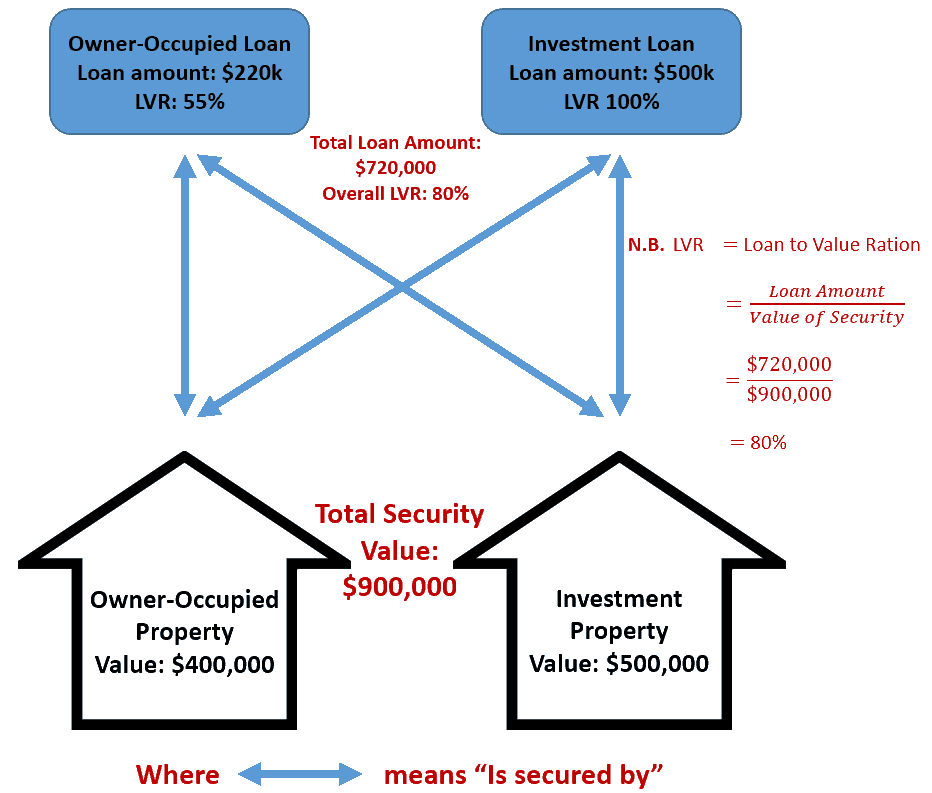 Owner-Occupied Loan
Loan amount: $220k
LVR: 55%
Investment Loan
Loan amount: $500k
LVR 100%
Total Loan Amount:
$720,000
Overall LVR: 80%
N.B. LVR = Loan to Value Ration
= Loan Amount
Value of Security
= $720,000
$900,000
= 80%
Total Security
Value:
$900,000
Owner-Occupied
Property
Value: $400,000
Investment
Property
Value: $500,000
Where means “Is secured by”